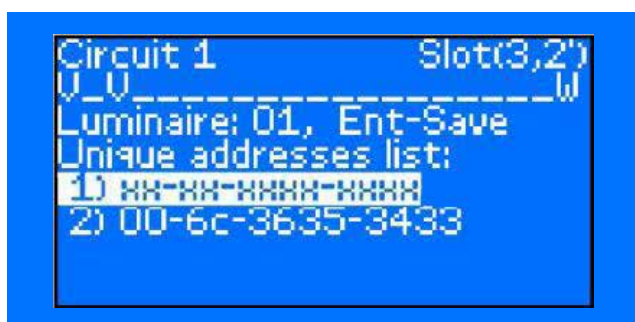 Circuit 1 Slot(3,2')
V_V__________________W
Luminaire: 01, Ent-Save
Unique addresses list:
1) xx-xx-xxxx-xxxx
2) 00-6c-3635-3433